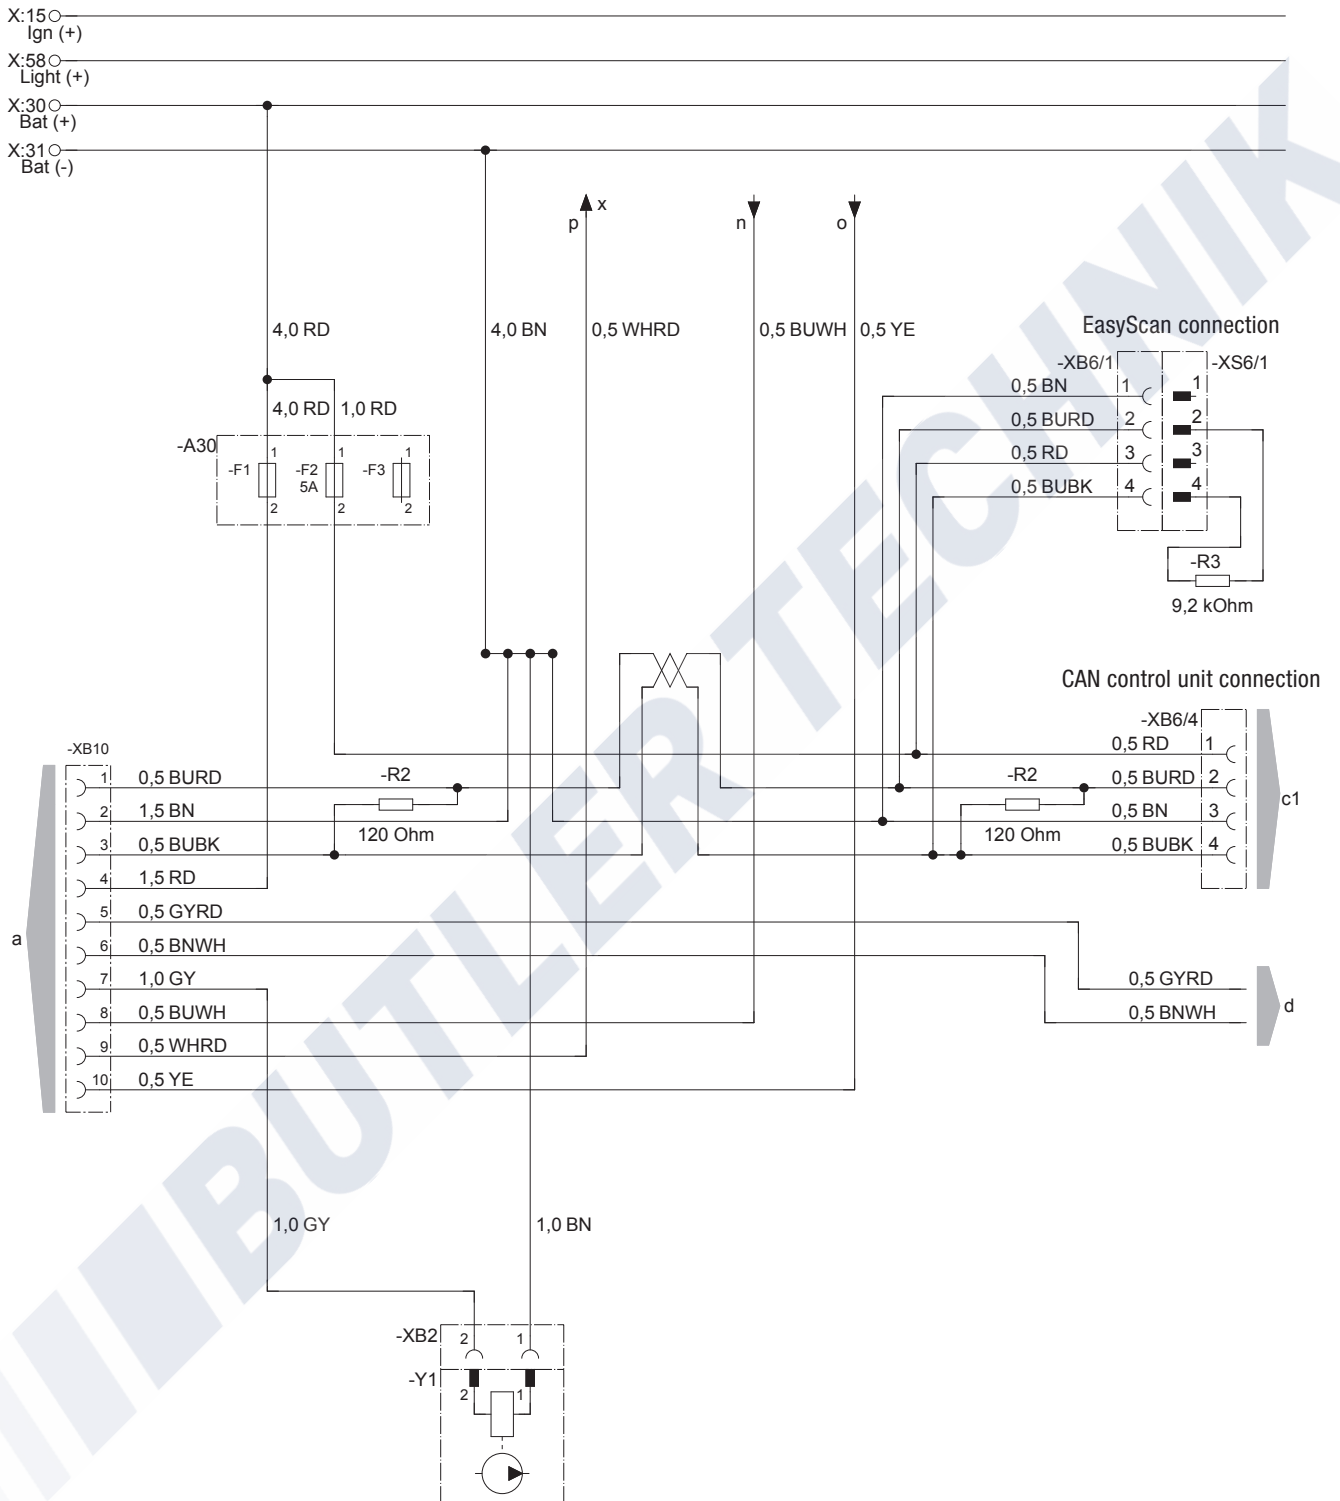 X:15
Ign (+)
X:58
Light (+)
X:30
Bat (+)
X:31
Bat (-)
x
p
n
o
4,0 RD
4,0 BN
0,5 WHRD
0,5 BUWH
0,5 YE
EasyScan connection
-XB6/1
-XS6/1
0,5 BN
1
1
0,5 BURD
2
2
0,5 RD
3
3
0,5 BUBK
4
4
4,0 RD
1,0 RD
-A30
1
1
1
-F1
-F2
5A
-F3
2
2
2
-R3
9,2 kOhm
CAN control unit connection
-XB6/4
0,5 RD
1
0,5 BURD
2
0,5 BN
3
0,5 BUBK
4
c1
-XB10
1
0,5 BURD
-R2
-R2
2
1,5 BN
120 Ohm
120 Ohm
3
0,5 BUBK
4
1,5 RD
5
0,5 GYRD
a
6
0,5 BNWH
7
1,0 GY
0,5 GYRD
8
0,5 BUWH
0,5 BNWH
d
9
0,5 WHRD
10
0,5 YE
1,0 GY
1,0 BN
-XB2
2
1
-Y1
2
1
BUTLER TECHNIK